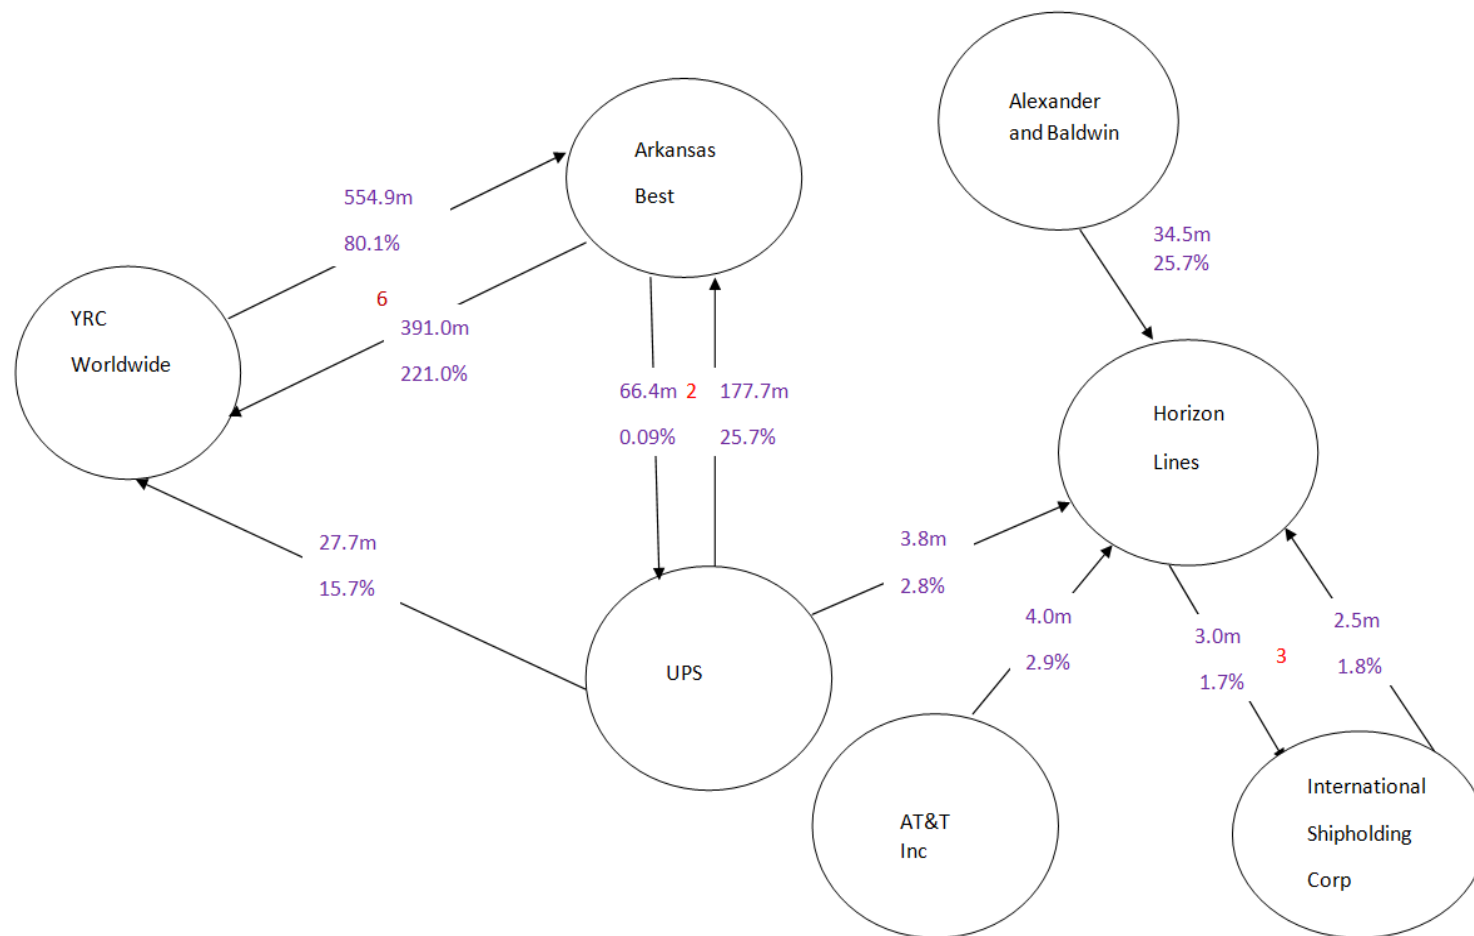 Alexander
and Baldwin
Arkansas
Best
554.9m
80.1%
34.5m
25.7%
6
YRC
Worldwide
391.0m
221.0%
66.4m 2 177.7m
0.09% 25.7%
Horizon
Lines
27.7m
15.7%
3.8m
2.8%
4.0m
2.9%
3.0m
1.7%
3
2.5m
1.8%
UPS
AT&T
Inc
International
Shipholding
Corp